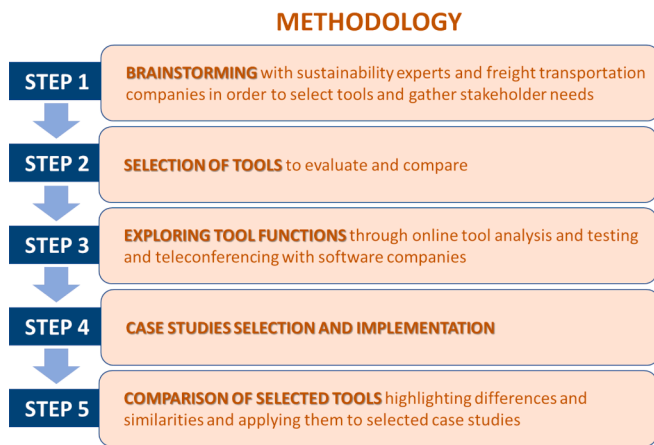 METHODOLOGY
STEP 1
BRAINSTORMING with sustainability experts and freight transportation
companies in order to select tools and gather stakeholder needs
STEP 2
SELECTION OF TOOLS to evaluate and compare
STEP 3
EXPLORING TOOL FUNCTIONS through online tool analysis and testing
and teleconferencing with software companies
STEP 4
CASE STUDIES SELECTION AND IMPLEMENTATION
STEP 5
COMPARISON OF SELECTED TOOLS highlighting differences and
similarities and applying them to selected case studies